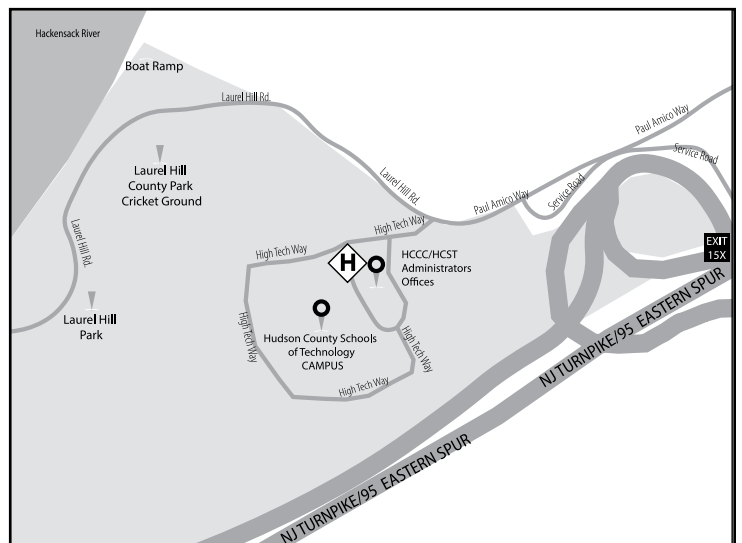 Hackensack River
Boat Ramp
Laurel Hill Rd.
Paul Amico Way
Service Road
Laurel Hill
County Park
Cricket Ground
Laurel Hill Rd.
Paul Amico Way
Service Road
Laurel Hill Rd.
High Tech Way
High Tech Way
H
HCCC/HCST
Administrators
Offices
EXIT
15X
Laurel Hill
Park
High Tech Way
Hudson County Schools
of Technology
CAMPUS
High Tech Way
High Tech Way
NJ TURNPIKE/95 EASTERN SPUR
NJ TURNPIKE/95 EASTERN SPUR